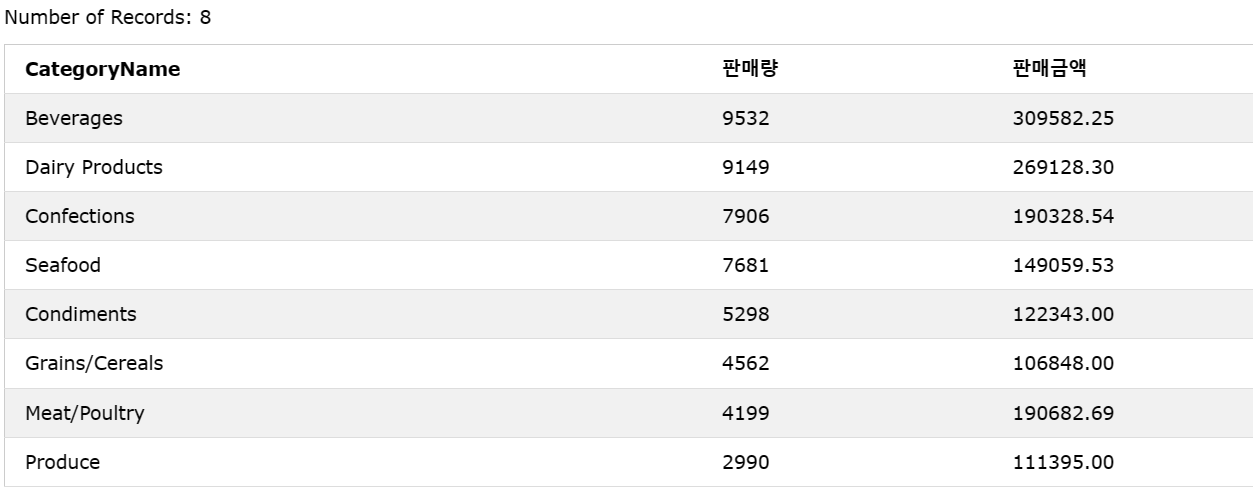 Number of Records: 8
CategoryName 판매량 판매금액
Beverages 9532 309582.25
Dairy Products 9149 269128.30
Confections 7906 190328.54
Seafood 7681 149059.53
Condiments 5298 122343.00
Grains/Cereals 4562 106848.00
Meat/Poultry 4199 190682.69
Produce 2990 111395.00